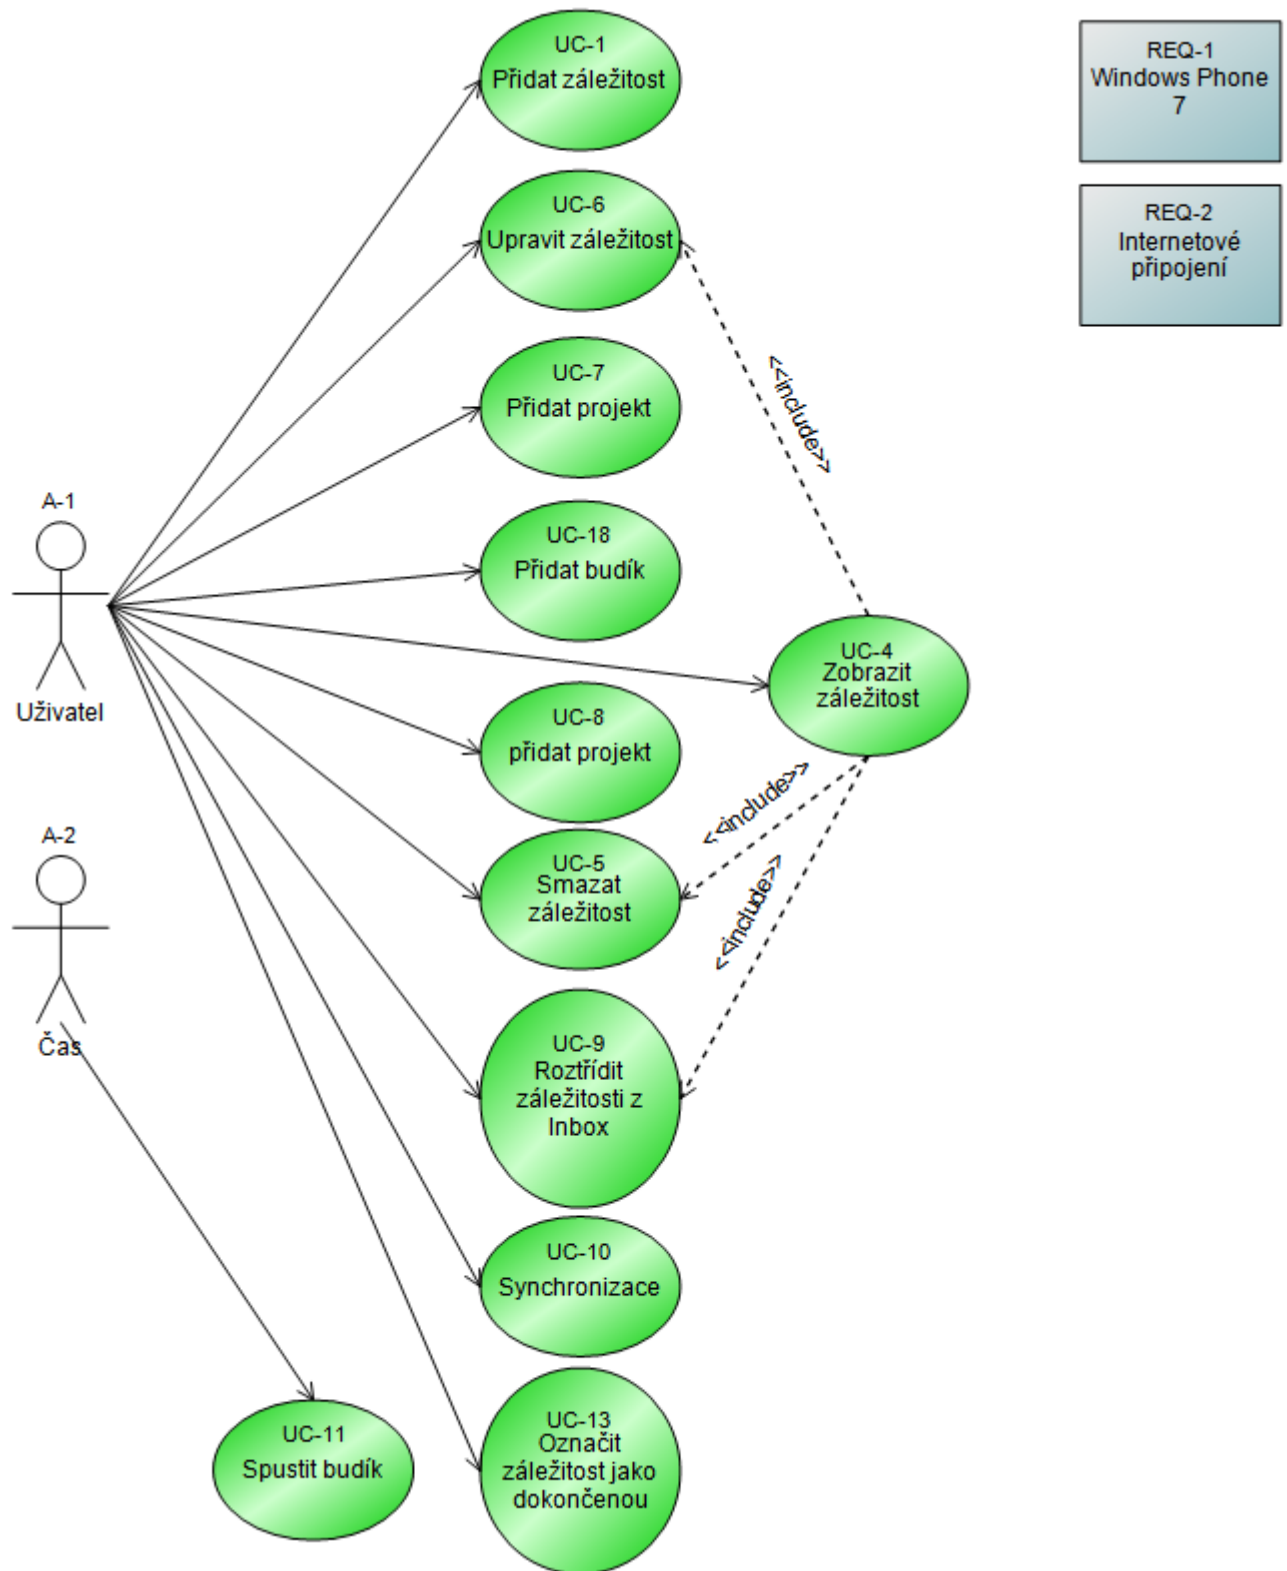 UC-1
Přidat záležitost
REQ-1
Windows Phone
7
UC-6
Upravit záležitost
REQ-2
Internetové
připojení
UC-7
Přidat projekt
<<include>>
A-1
Uživatel
UC-18
Přidat budík
UC-4
Zobrazit
záležitost
UC-8
přidat projekt
<<include>>
A-2
Čas
UC-5
Smazat
záležitost
<<include>>
UC-9
Roztřídit
záležitosti z
Inbox
UC-10
Synchronizace
UC-11
Spustit budík
UC-13
Označit
záležitost jako
dokončenou